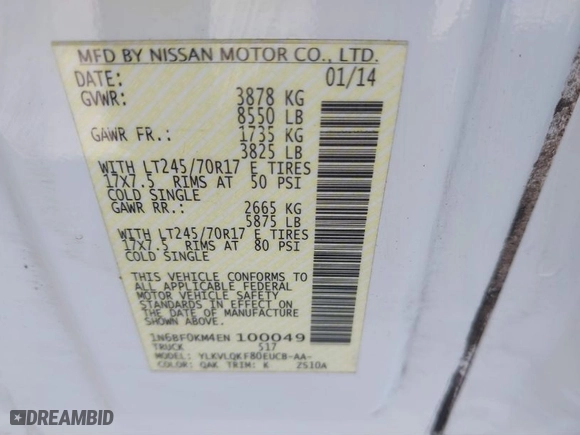 MFD BY NISSAN MOTOR CO., LTD.
DATE: 01/14
GVWR: 3878 KG
8550 LB
GAWR FR.: 1735 KG
3825 LB
WITH LT245/70R17 E TIRES
17X7.5 RIMS AT 50 PSI
COLD SINGLE
GAWR RR.: 2665 KG
5875 LB
WITH LT245/70R17 E TIRES
17X7.5 RIMS AT 80 PSI
COLD SINGLE
THIS VEHICLE CONFORMS TO
ALL APPLICABLE FEDERAL
MOTOR VEHICLE SAFETY
STANDARDS IN EFFECT ON
THE DATE OF MANUFACTURE
SHOWN ABOVE.
1N6BF0KM4EN 100049
TRUCK 517
MODEL: YLKVLQKF80EUCB-AA-
COLOR: QAK TRIM: K 2510A
DREAMBID